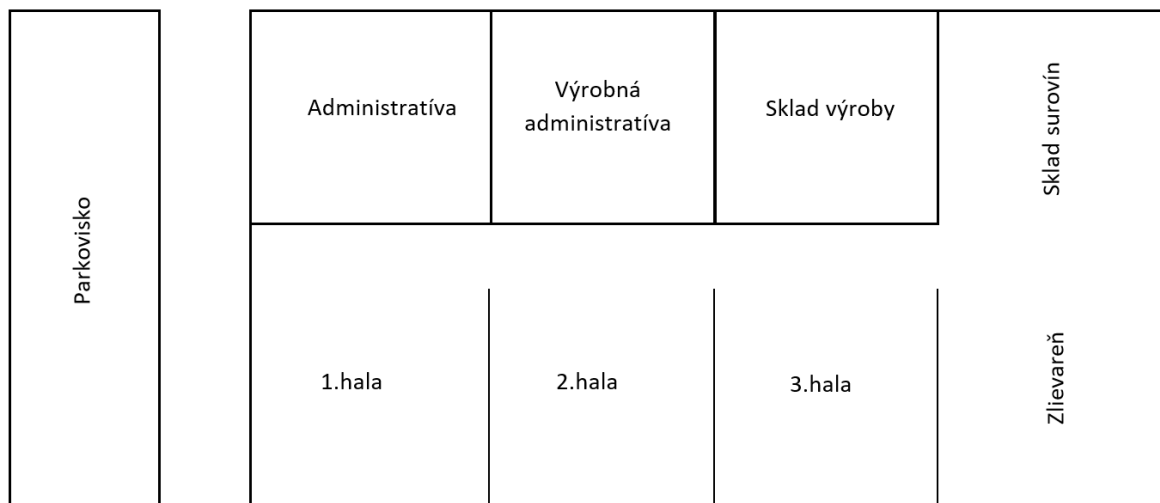 Parkovisko
Administratíva
Výrobná
administratíva
Sklad výroby
Sklad surovín
1.hala
2.hala
3.hala
Zlievareň